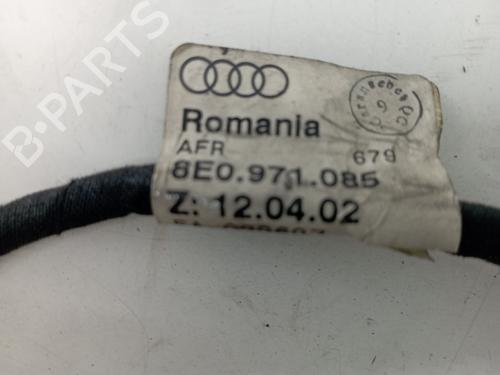 Romania
AFR 679
8E0.971.085
Z: 12.04.02
B-PARTS